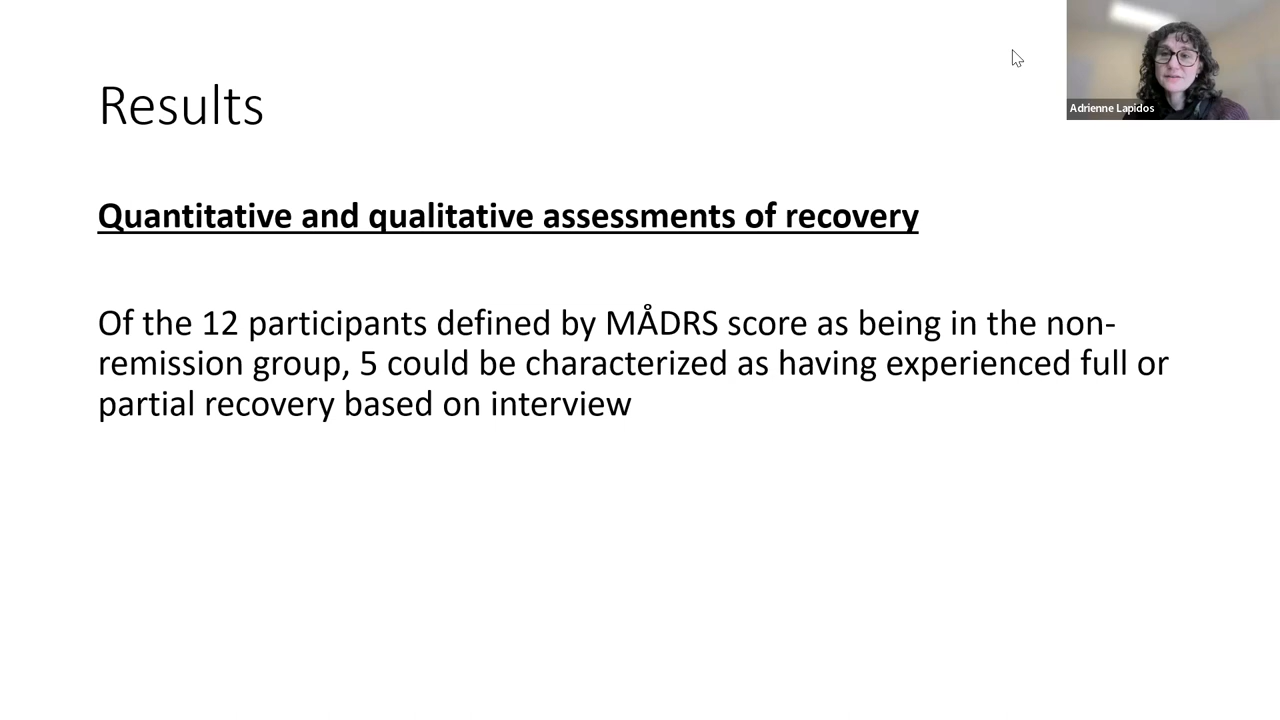 Results
Adrienne Lapidos
Quantitative and qualitative assessments of recovery
Of the 12 participants defined by MÅDRS score as being in the non-
remission group, 5 could be characterized as having experienced full or
partial recovery based on interview